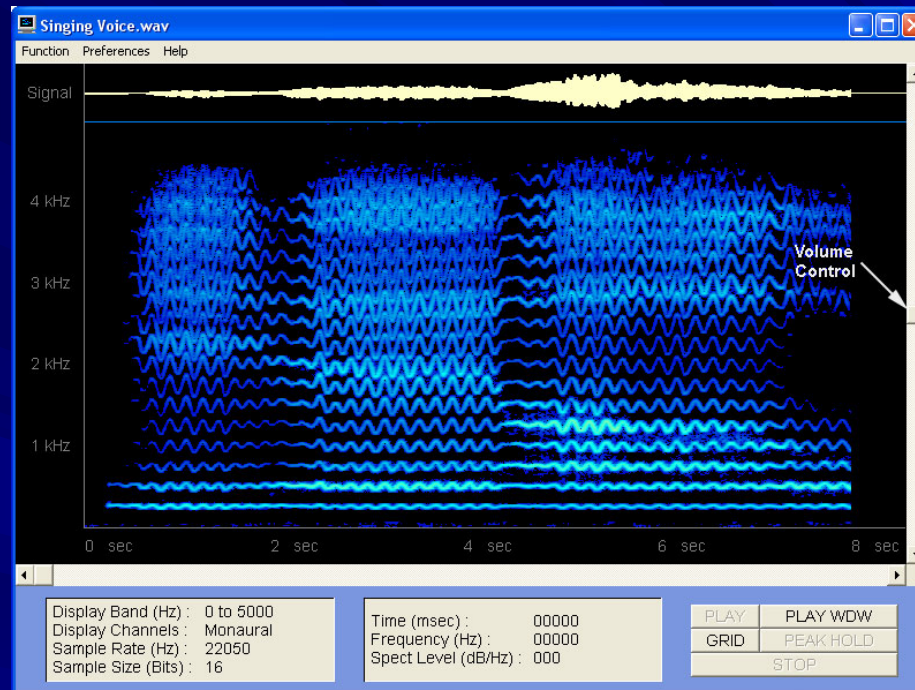 Singing Voice.wav
Function Preferences Help
Signal
4 kHz
3 kHz
2 kHz
1 kHz
Volume
Control
0 sec 2 sec 4 sec 6 sec 8 sec
Display Band (Hz) : 0 to 5000
Display Channels : Monaural
Sample Rate (Hz) : 22050
Sample Size (Bits) : 16
Time (msec) : 00000
Frequency (Hz) : 00000
Spect Level (dB/Hz) : 000
PLAY PLAY WDW
GRID PEAK HOLD
STOP